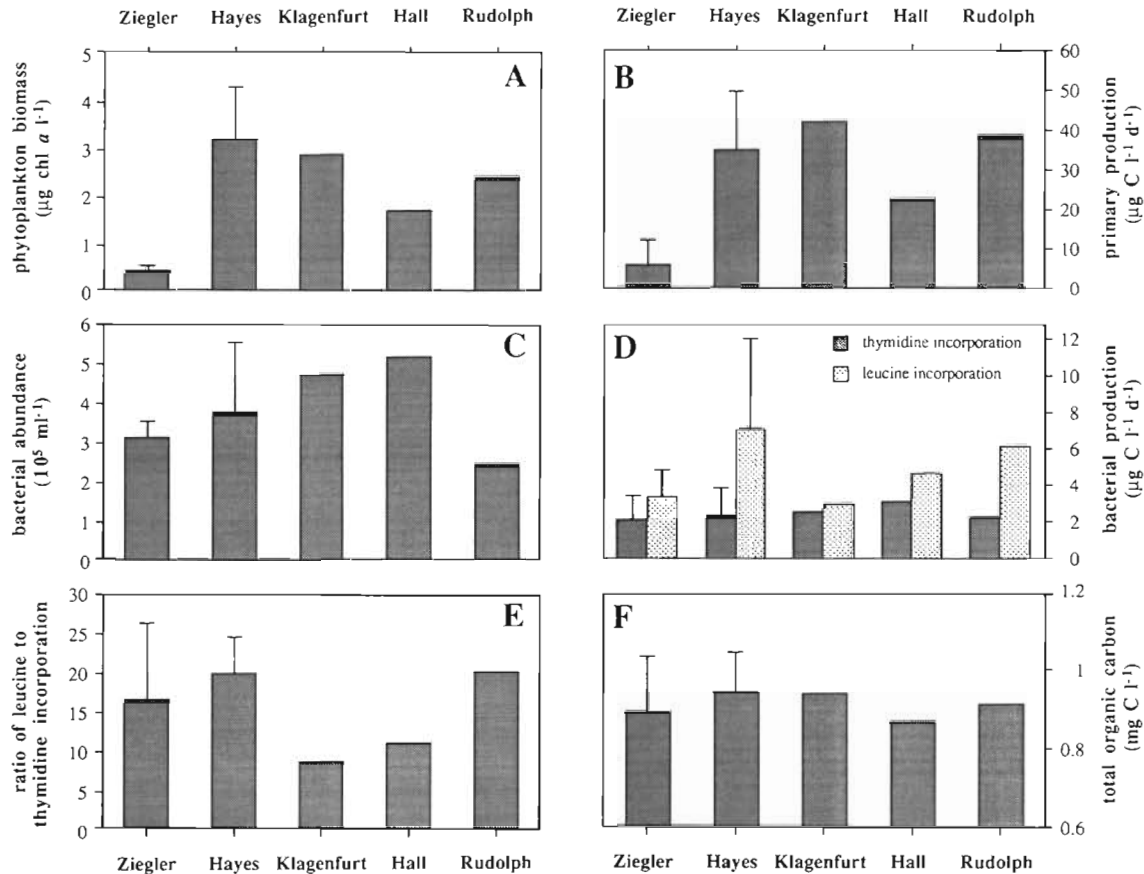 Ziegler Hayes Klagenfurt Hall Rudolph
Ziegler Hayes Klagenfurt Hall Rudolph
A
phytoplankton biomass
(µg chl a l-1)
5
4
3
2
1
0
B
primary production
(µg C l-1 d-1)
60
50
40
30
20
10
0
C
bacterial abundance
(10⁵ ml-1)
6
5
4
3
2
1
0
D
thymidine incorporation
leucine incorporation
bacterial production
(µg C l-1 d-1)
12
10
8
6
4
2
0
E
ratio of leucine to
thymidine incorporation
30
25
20
15
10
5
0
F
total organic carbon
(mg C l-1)
1.2
1
0.8
0.6
Ziegler Hayes Klagenfurt Hall Rudolph
Ziegler Hayes Klagenfurt Hall Rudolph